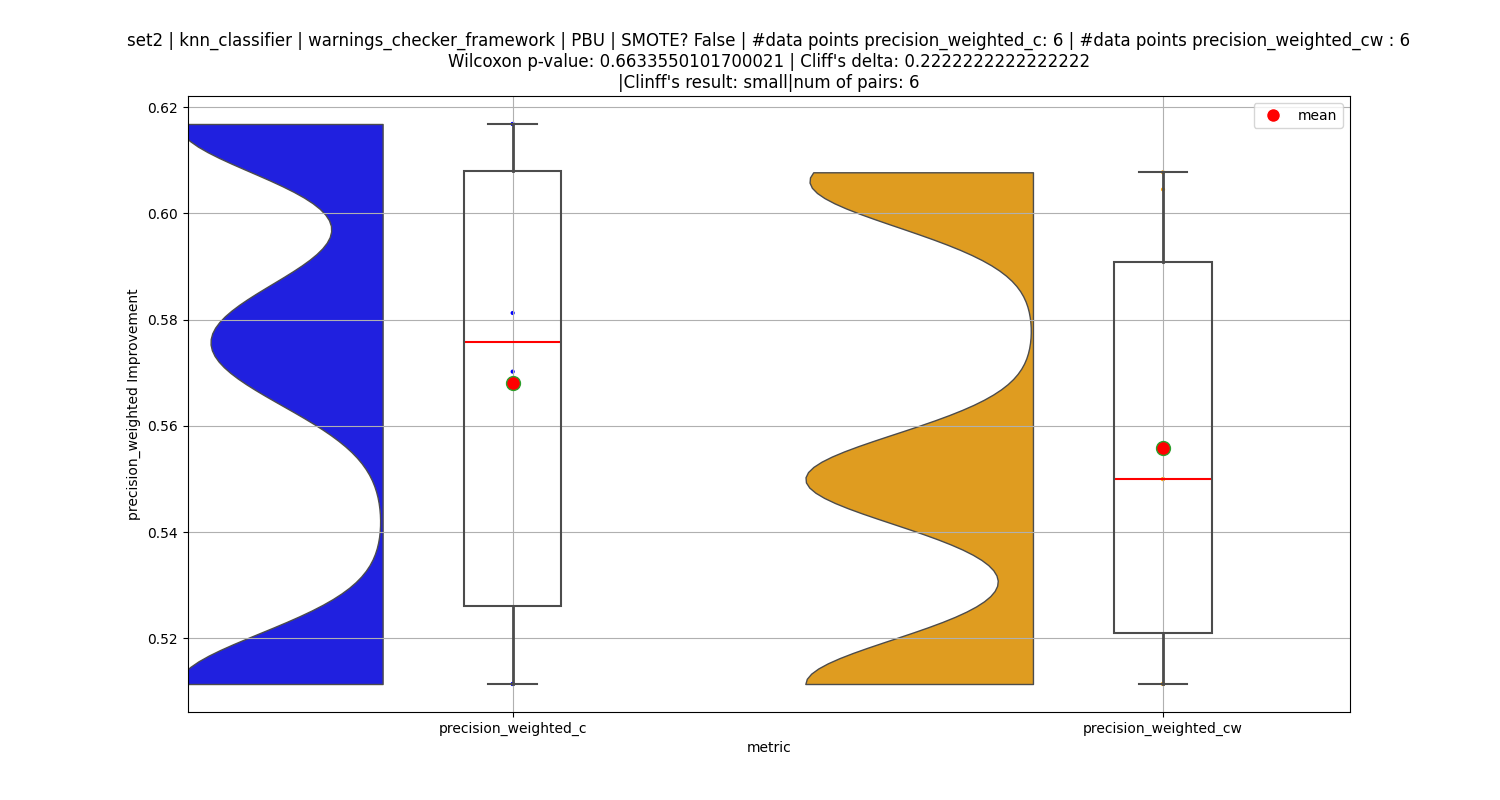 set2 | knn_classifier | warnings_checker_framework | PBU | SMOTE? False | #data points precision_weighted_c: 6 | #data points precision_weighted_cw : 6
Wilcoxon p-value: 0.6633550101700021 | Cliff's delta: 0.2222222222222222
|Clinff's result: small|num of pairs: 6
mean
0.62
0.60
0.58
0.56
0.54
0.52
precision_weighted Improvement
precision_weighted_c
precision_weighted_cw
metric